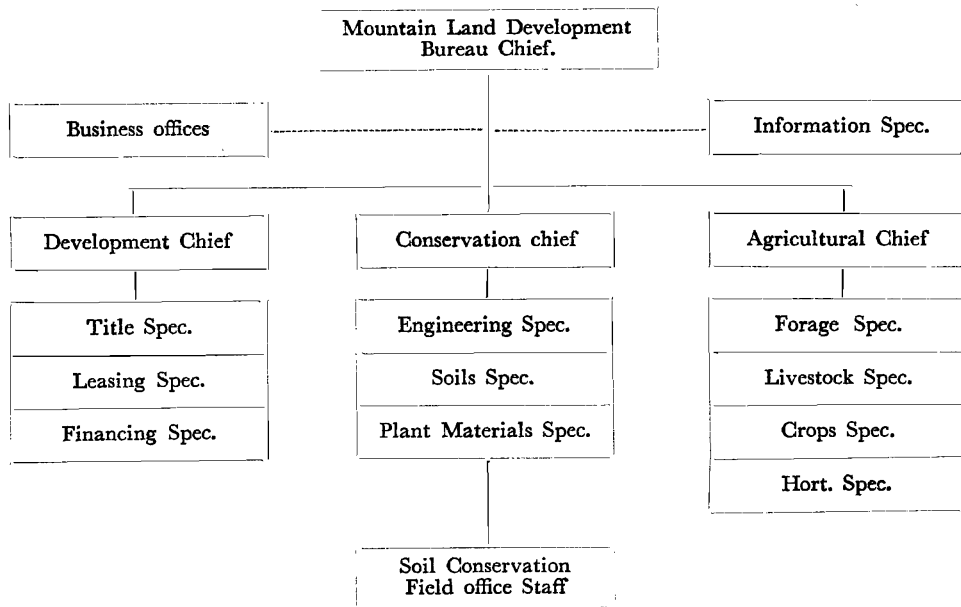 Mountain Land Development
Bureau Chief.
Business offices
Information Spec.
Development Chief
Conservation chief
Agricultural Chief
Title Spec.
Leasing Spec.
Financing Spec.
Engineering Spec.
Soils Spec.
Plant Materials Spec.
Forage Spec.
Livestock Spec.
Crops Spec.
Hort. Spec.
Soil Conservation
Field office Staff